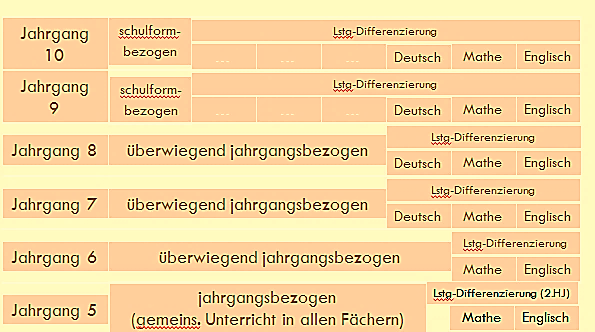 Jahrgang 10
schulform-bezogen
Lstg-Differenzierung
... ... ... Deutsch Mathe Englisch
Jahrgang 9
schulform-bezogen
Lstg-Differenzierung
... ... ... Deutsch Mathe Englisch
Jahrgang 8 überwiegend jahrgangsbezogen
Lstg-Differenzierung
Deutsch Mathe Englisch
Jahrgang 7 überwiegend jahrgangsbezogen
Lstg-Differenzierung
Deutsch Mathe Englisch
Jahrgang 6 überwiegend jahrgangsbezogen
Lstg-Differenzierung
Mathe Englisch
Jahrgang 5
jahrgangsbezogen
(gemeins. Unterricht in allen Fächern)
Lstg-Differenzierung (2.HJ)
Mathe Englisch